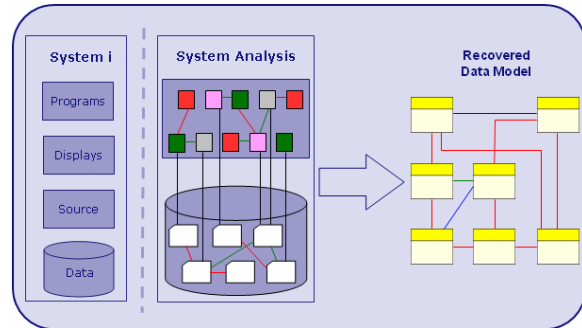 System i
Programs
Displays
Source
Data
System Analysis
Recovered
Data Model